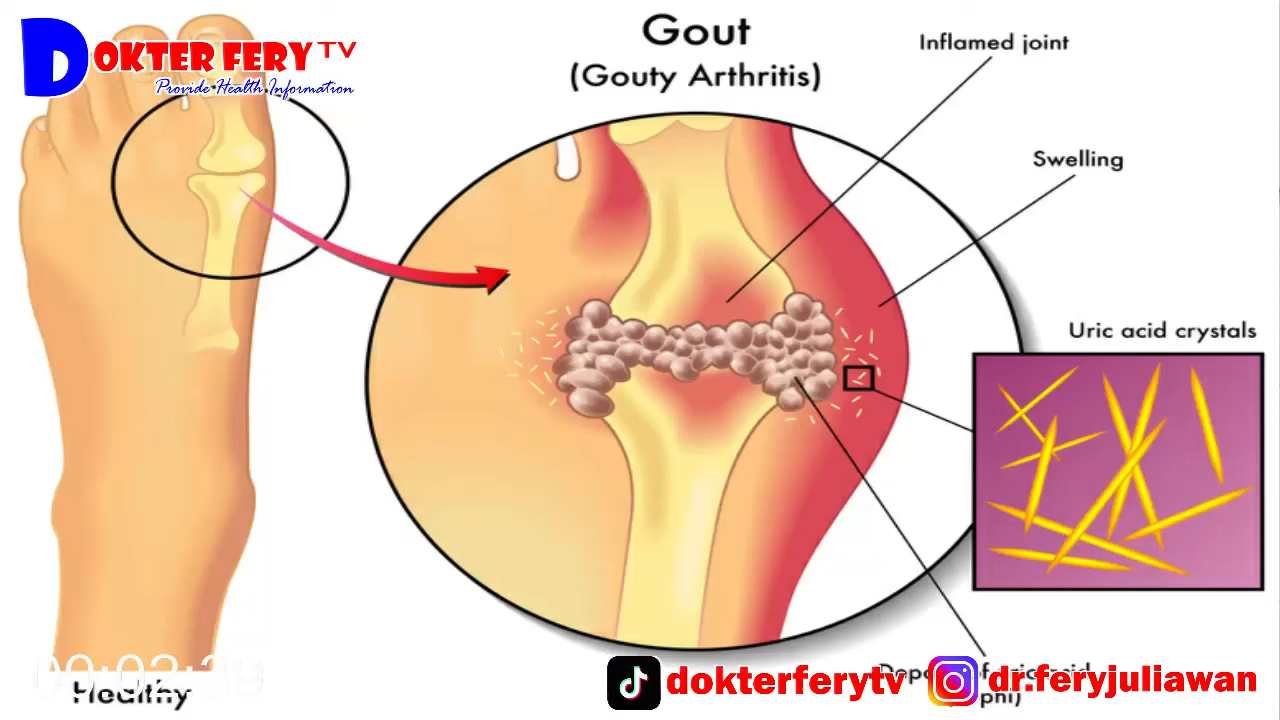 DOKTER FERY TV
Provide Health Information
Gout
(Gouty Arthritis)
Inflamed joint
Swelling
Uric acid crystals
Healthy
dokterferytv
dr.feryjuliawan